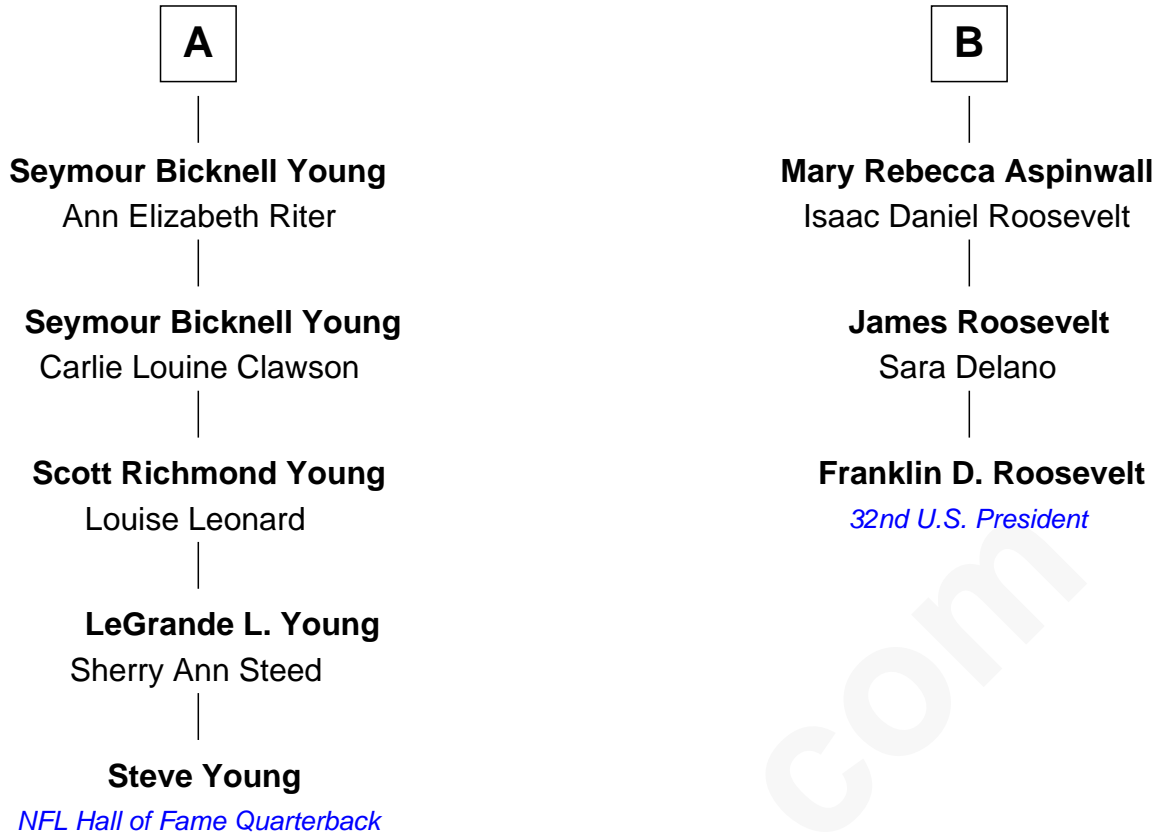 A
Seymour Bicknell Young
Ann Elizabeth Riter
Seymour Bicknell Young
Carlie Louine Clawson
Scott Richmond Young
Louise Leonard
LeGrande L. Young
Sherry Ann Steed
Steve Young
NFL Hall of Fame Quarterback
B
Mary Rebecca Aspinwall
Isaac Daniel Roosevelt
James Roosevelt
Sara Delano
Franklin D. Roosevelt
32nd U.S. President
com